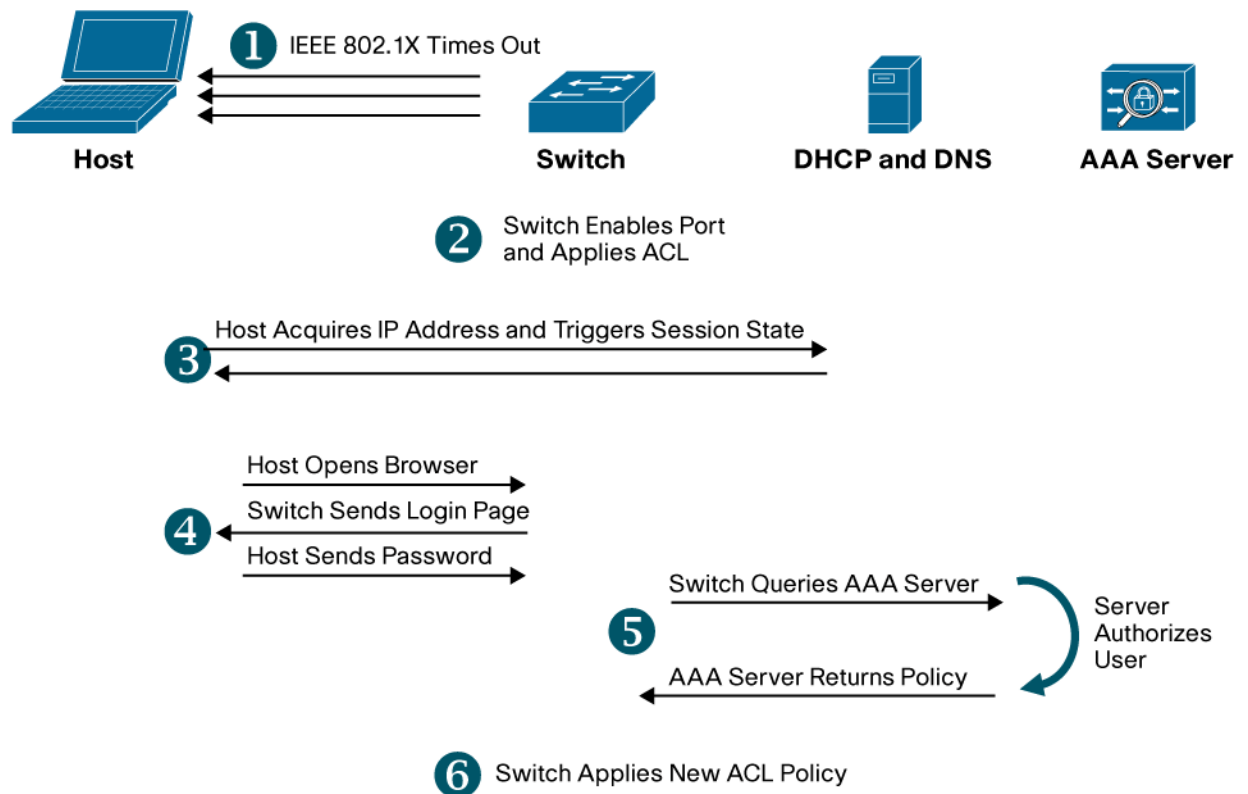 1 IEEE 802.1X Times Out
Host
Switch
DHCP and DNS
AAA Server
2 Switch Enables Port
and Applies ACL
Host Acquires IP Address and Triggers Session State
3
Host Opens Browser
Switch Sends Login Page
4
Host Sends Password
Switch Queries AAA Server
5
Server
Authorizes
User
AAA Server Returns Policy
6 Switch Applies New ACL Policy